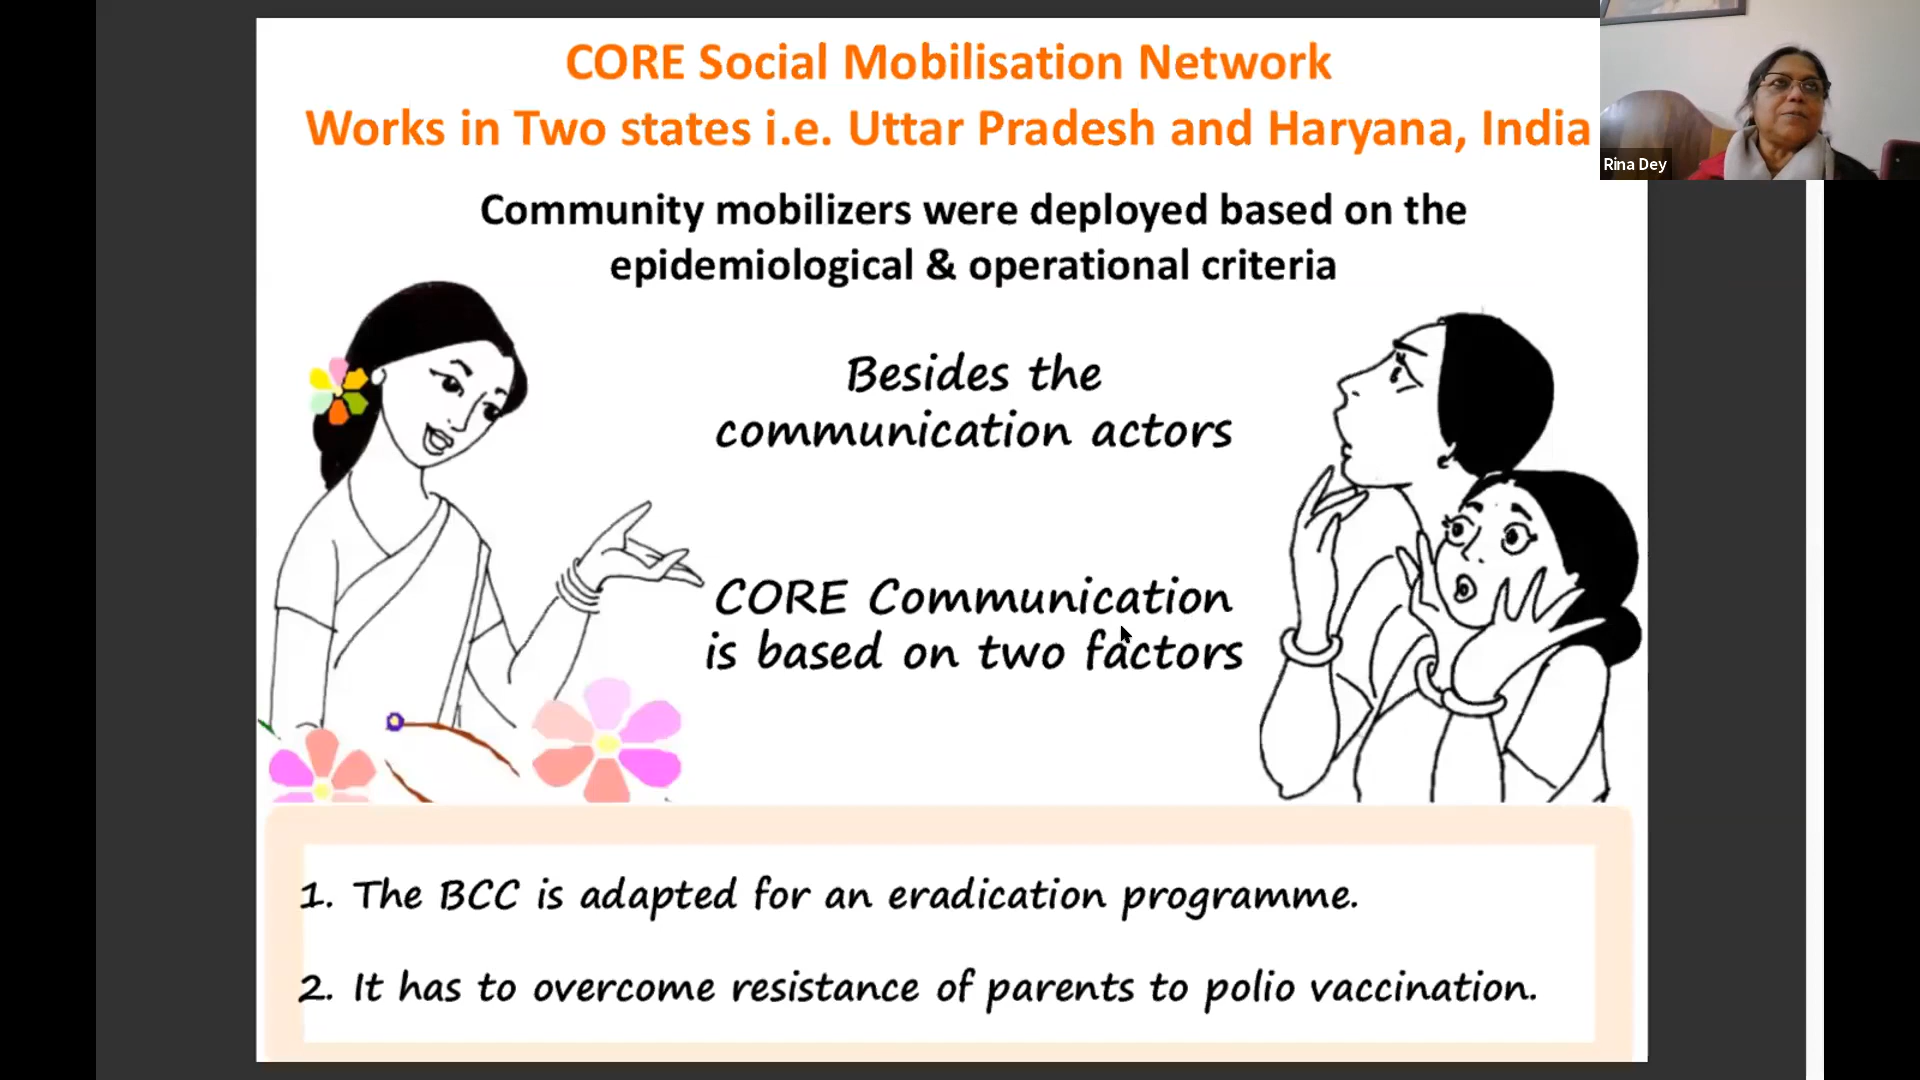 CORE Social Mobilisation Network
Works in Two states i.e. Uttar Pradesh and Haryana, India
Rina Dey
Community mobilizers were deployed based on the
epidemiological & operational criteria
Besides the
communication actors
CORE Communication
is based on two factors
1. The BCC is adapted for an eradication programme.
2. It has to overcome resistance of parents to polio vaccination.